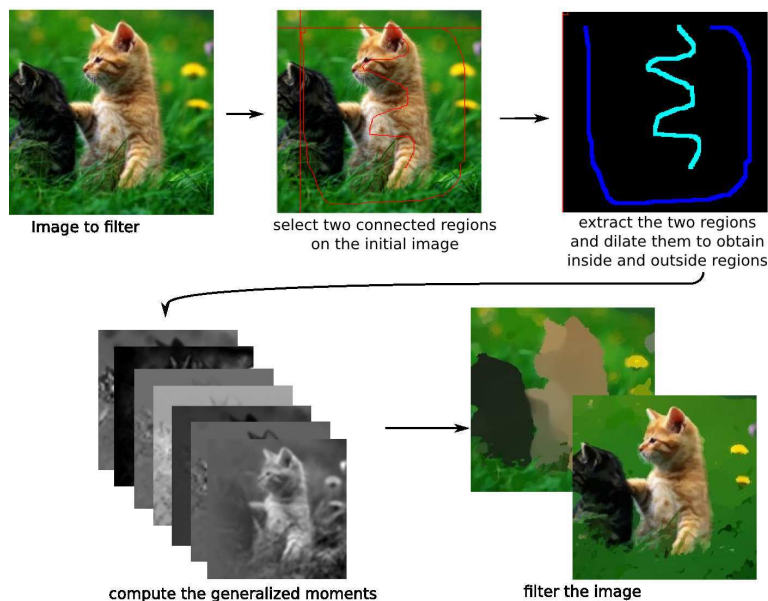 Image to filter
select two connected regions
on the initial image
extract the two regions
and dilate them to obtain
inside and outside regions
compute the generalized moments
filter the image